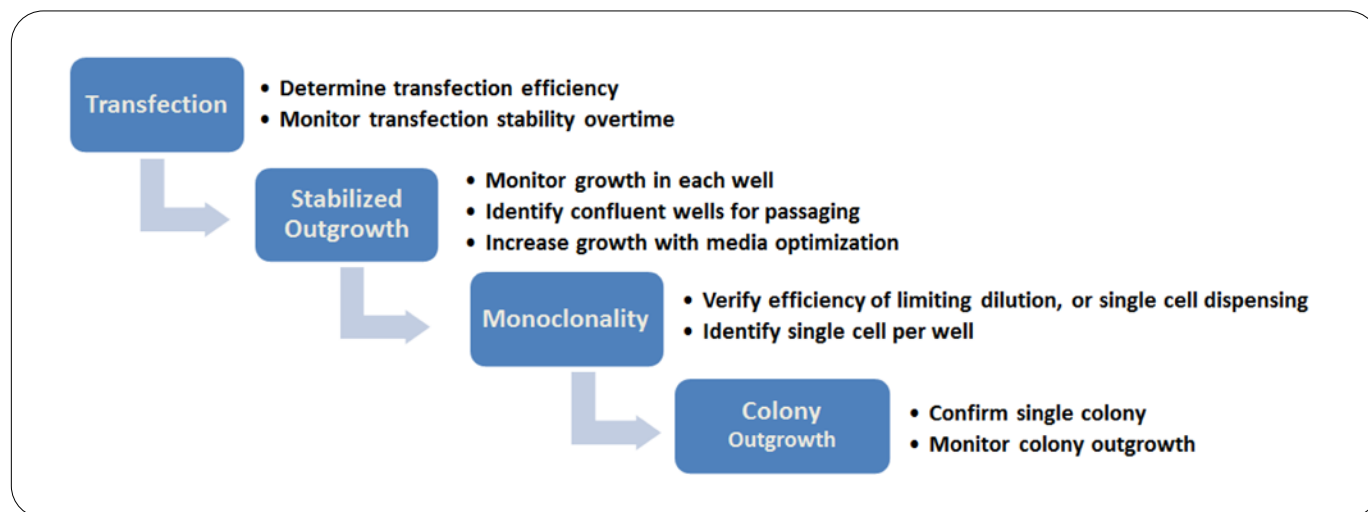 Transfection
• Determine transfection efficiency
• Monitor transfection stability overtime
Stabilized
Outgrowth
• Monitor growth in each well
• Identify confluent wells for passaging
• Increase growth with media optimization
Monoclonality
• Verify efficiency of limiting dilution, or single cell dispensing
• Identify single cell per well
Colony
Outgrowth
• Confirm single colony
• Monitor colony outgrowth